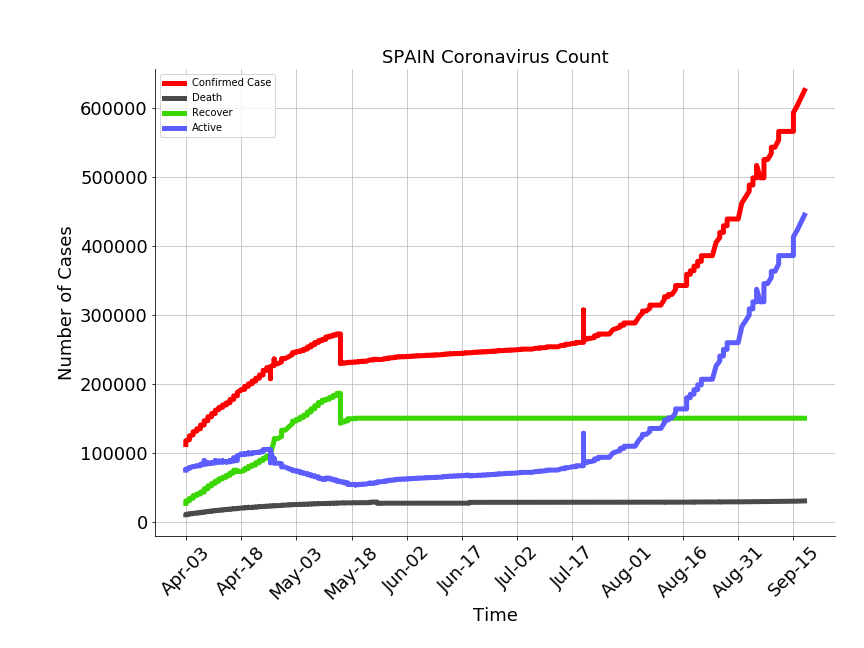 SPAIN Coronavirus Count
Confirmed Case
Death
Recover
Active
Number of Cases
600000
500000
400000
300000
200000
100000
0
Apr-03
Apr-18
May-03
May-18
Jun-02
Jun-17
Jul-02
Jul-17
Aug-01
Aug-16
Aug-31
Sep-15
Time